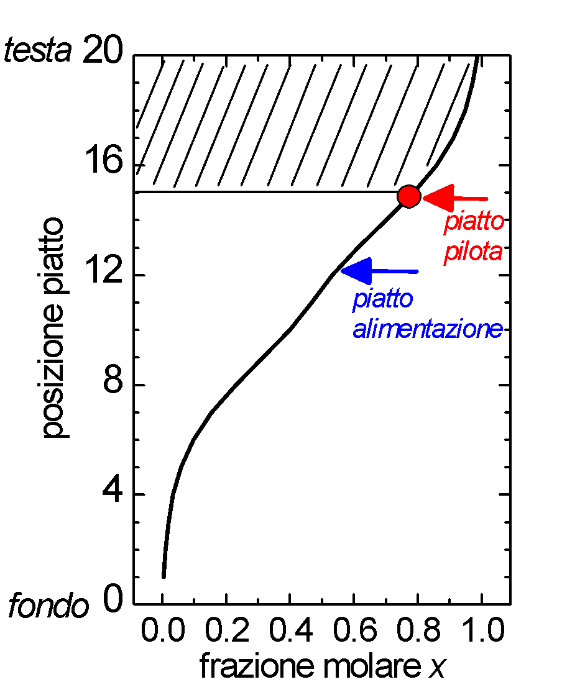 testa 20
16
piatto
pilota
12
piatto
alimentazione
posizione piatto
8
4
fondo 0
0.0 0.2 0.4 0.6 0.8 1.0
frazione molare x